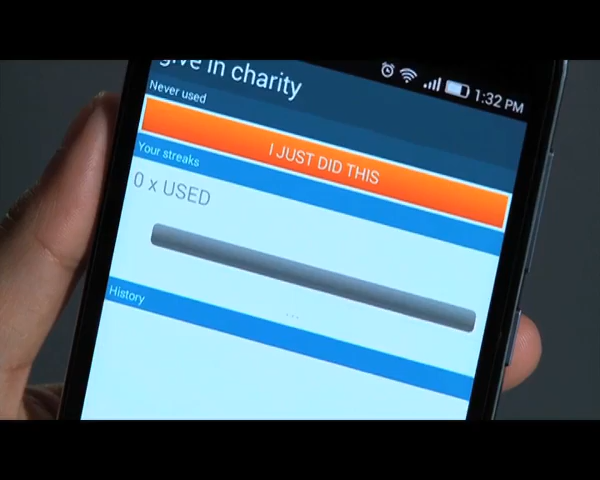 give in charity
1:32 PM
Never used
I JUST DID THIS
Your streaks
0 x USED
...
History